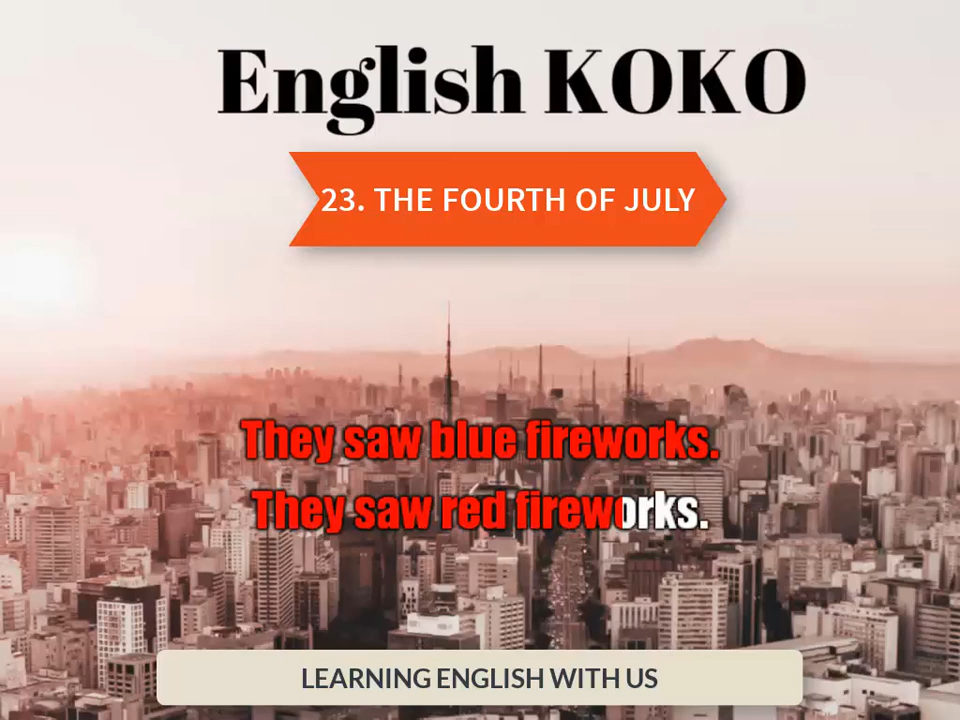 English KOKO
23. THE FOURTH OF JULY
They saw blue fireworks.
They saw red fireworks.
LEARNING ENGLISH WITH US